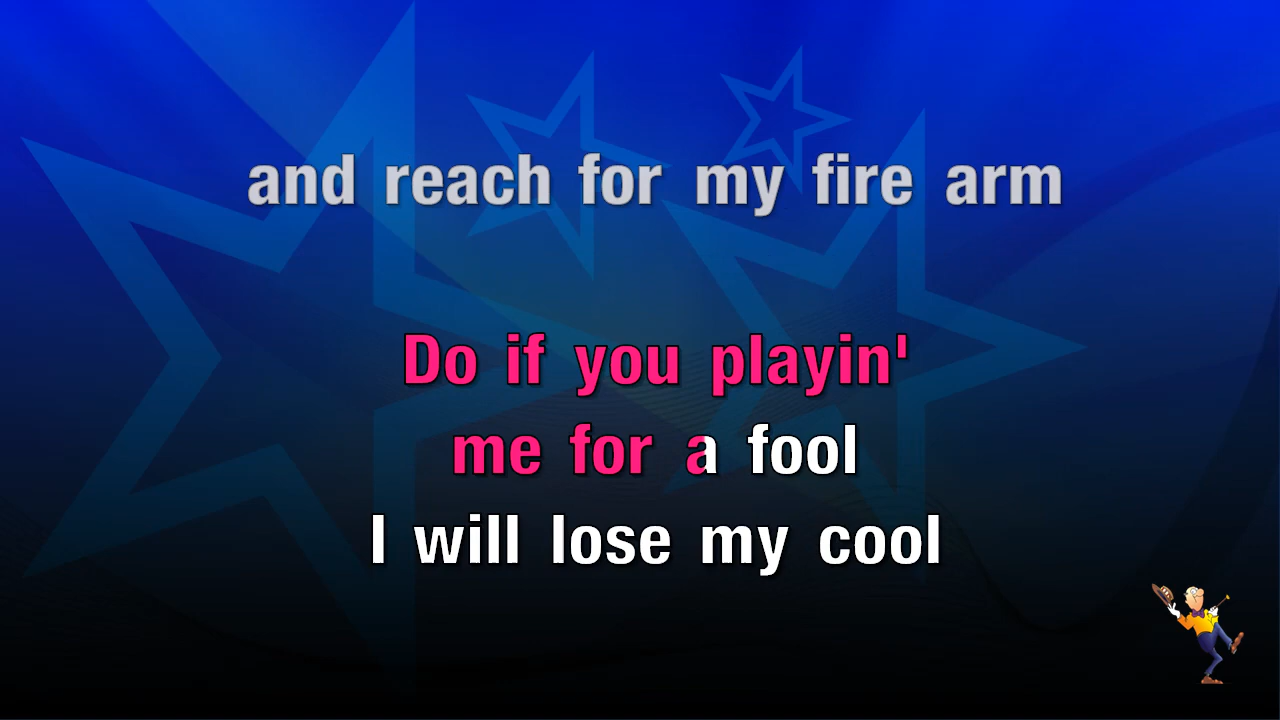 and reach for my fire arm
Do if you playin'
me for a fool
I will lose my cool